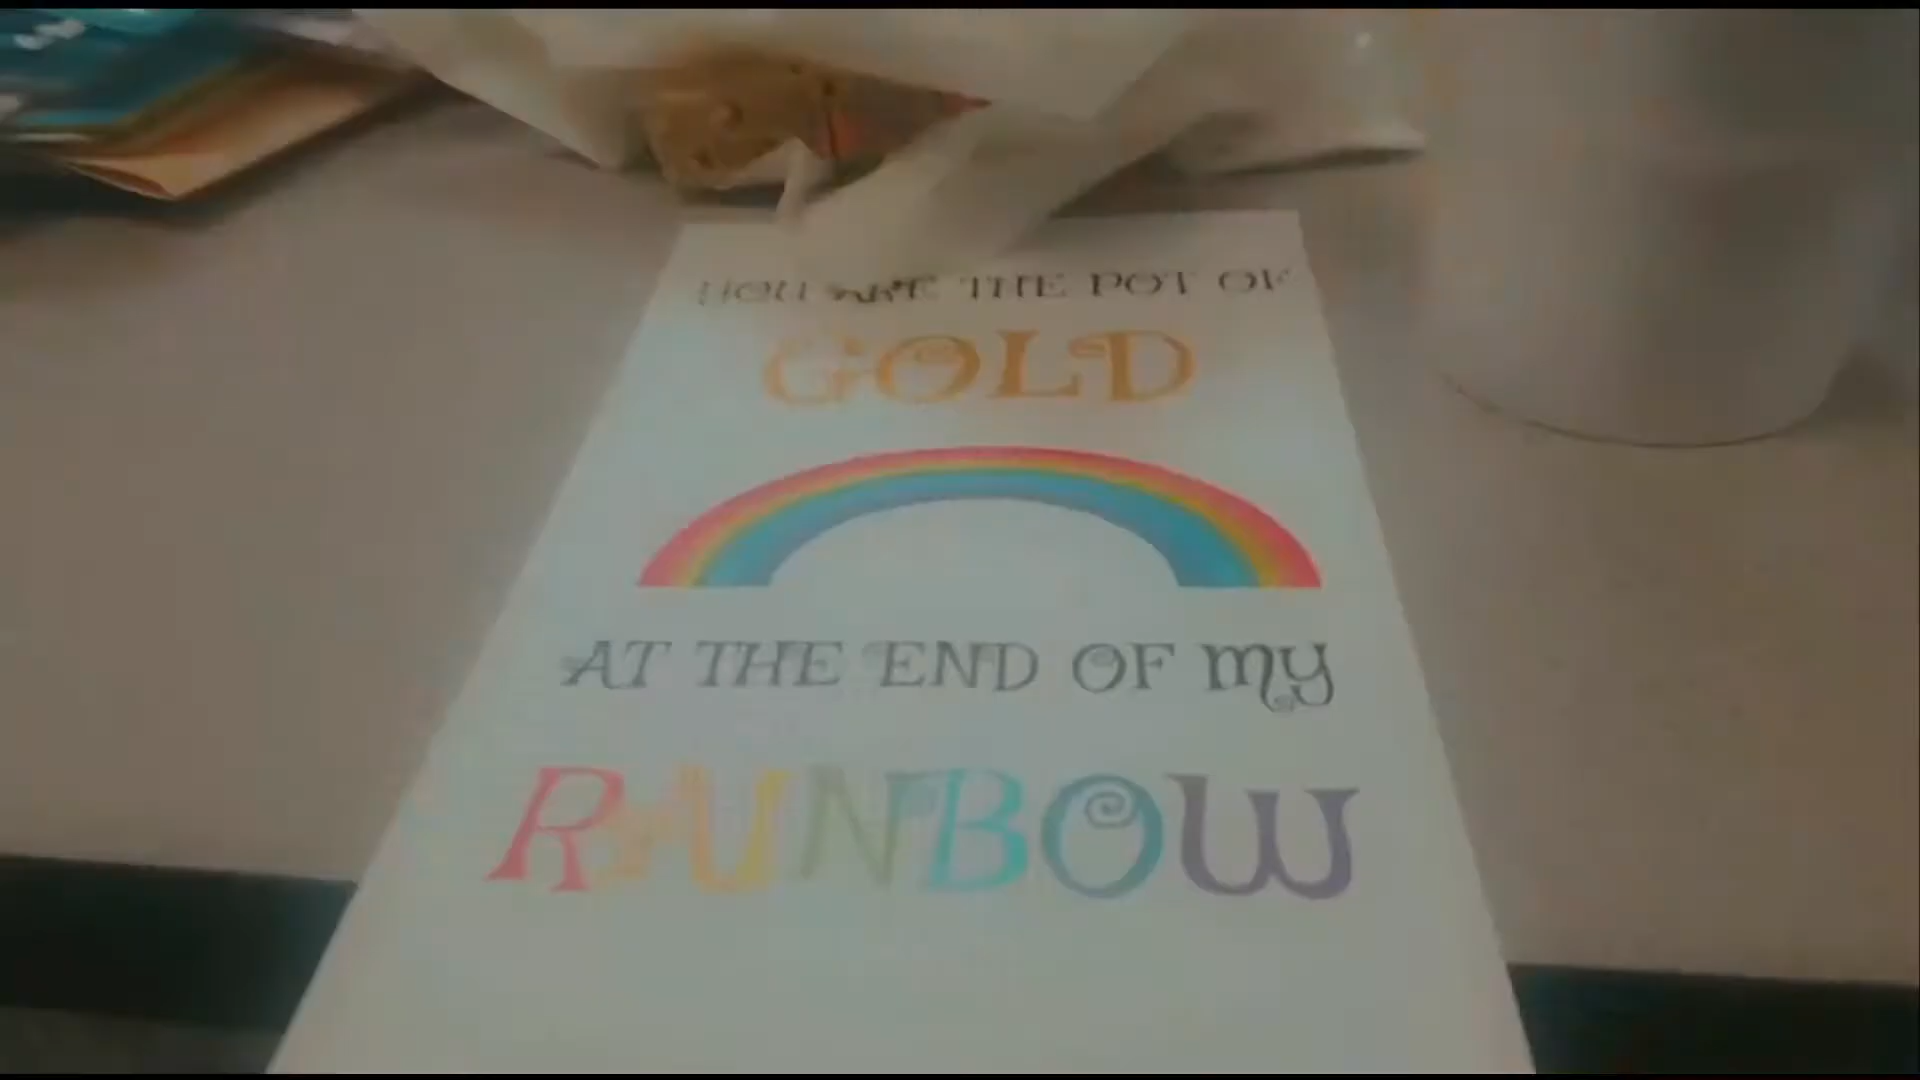 YOU ARE THE POT OF
GOLD
AT THE END OF my
RAINBOW